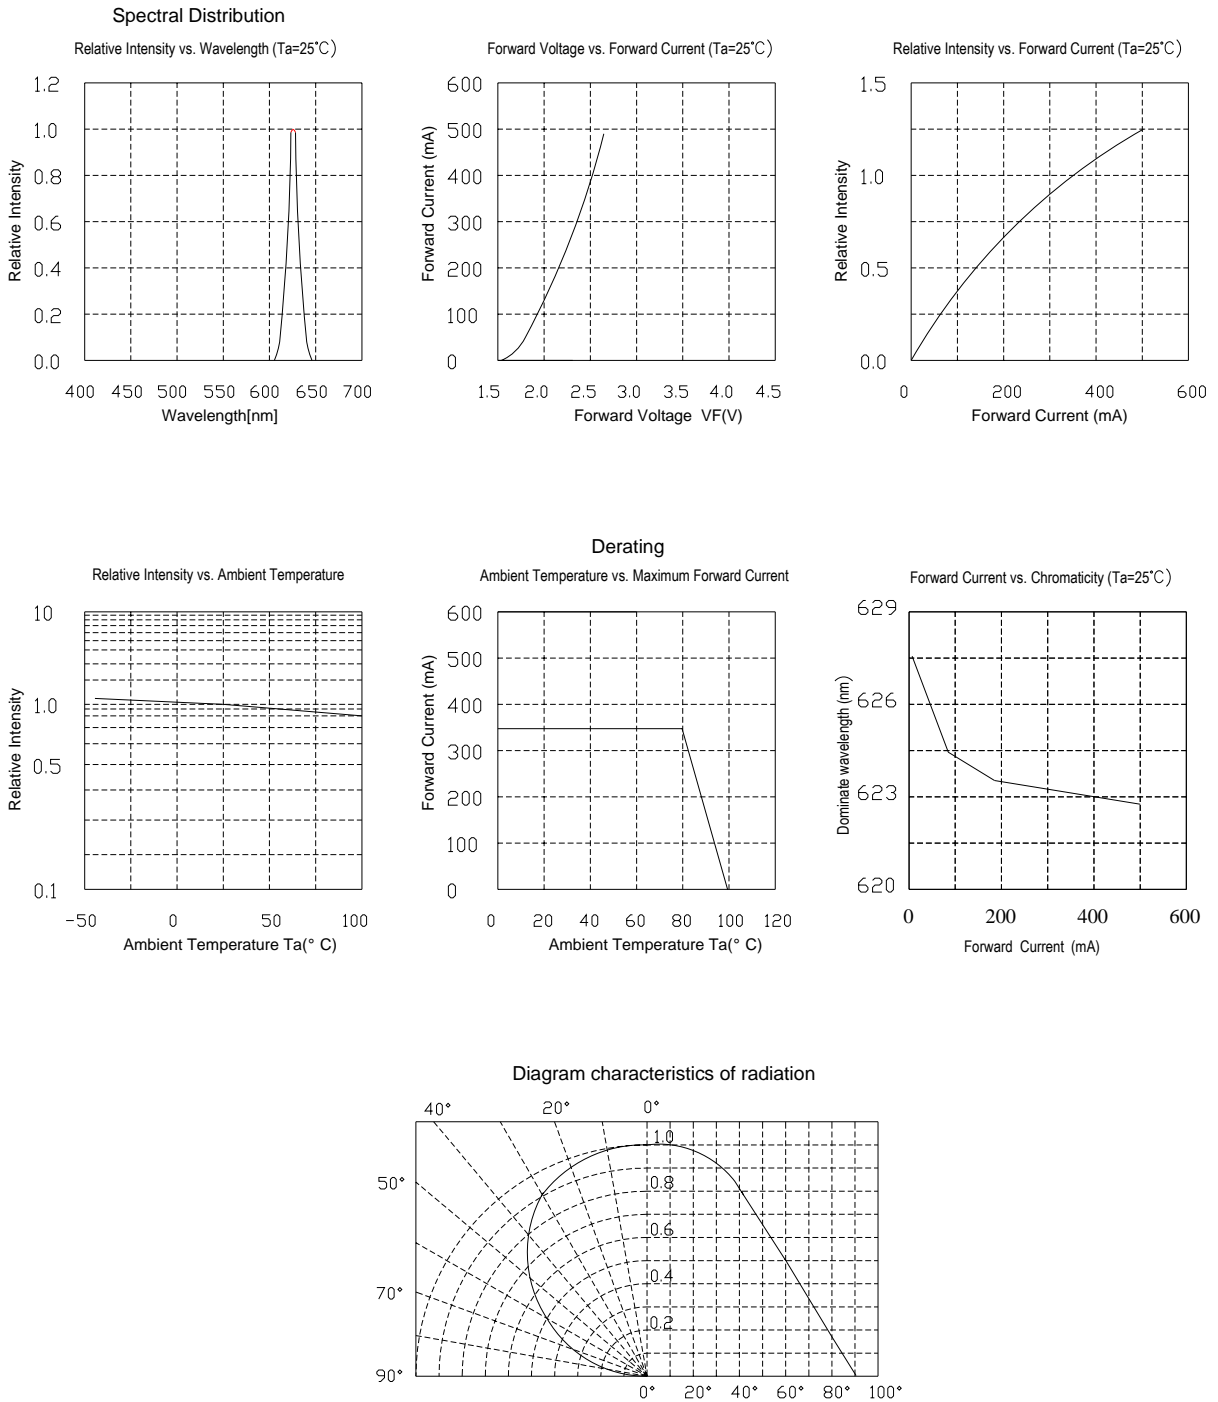 Spectral Distribution
Relative Intensity vs. Wavelength (Ta=25°C)
Relative Intensity
1.2
1.0
0.8
0.6
0.4
0.2
0.0
400 450 500 550 600 650 700
Wavelength[nm]
Forward Voltage vs. Forward Current (Ta=25°C)
Forward Current (mA)
600
500
400
300
200
100
0
1.5 2.0 2.5 3.0 3.5 4.0 4.5
Forward Voltage VF(V)
Relative Intensity vs. Forward Current (Ta=25°C)
Relative Intensity
1.5
1.0
0.5
0.0
0 200 400 600
Forward Current (mA)
Relative Intensity vs. Ambient Temperature
Relative Intensity
10
1.0
0.5
0.1
-50 0 50 100
Ambient Temperature Ta(° C)
Derating
Ambient Temperature vs. Maximum Forward Current
Forward Current (mA)
600
500
400
300
200
100
0
0 20 40 60 80 100 120
Ambient Temperature Ta(° C)
Forward Current vs. Chromaticity (Ta=25°C)
Dominate wavelength (nm)
629
626
623
620
0 200 400 600
Forward Current (mA)
Diagram characteristics of radiation
40° 20° 0°
50°
70°
90°
1.0
0.8
0.6
0.4
0.2
0° 20° 40° 60° 80° 100°